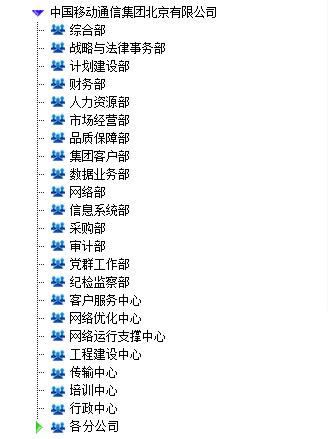 中国移动通信集团北京有限公司
综合部
战略与法律事务部
计划建设部
财务部
人力资源部
市场经营部
品质保障部
集团客户部
数据业务部
网络部
信息系统部
采购部
审计部
党群工作部
纪检监察部
客户服务中心
网络优化中心
网络运行支撑中心
工程建设中心
传输中心
培训中心
行政中心
各分公司